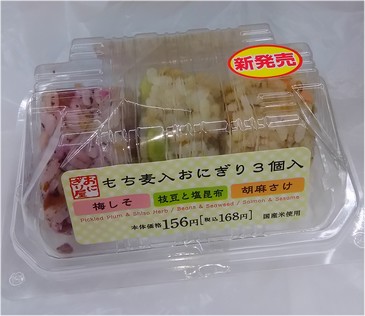 新発売
おにぎり屋
もち麦入おにぎり3個入
梅しそ 枝豆と塩昆布 胡麻さけ
Pickled Plum & Shiso Herb / Beans & Seaweed / Salmon & Sesame
本体価格156円[税込168円] 国産米使用